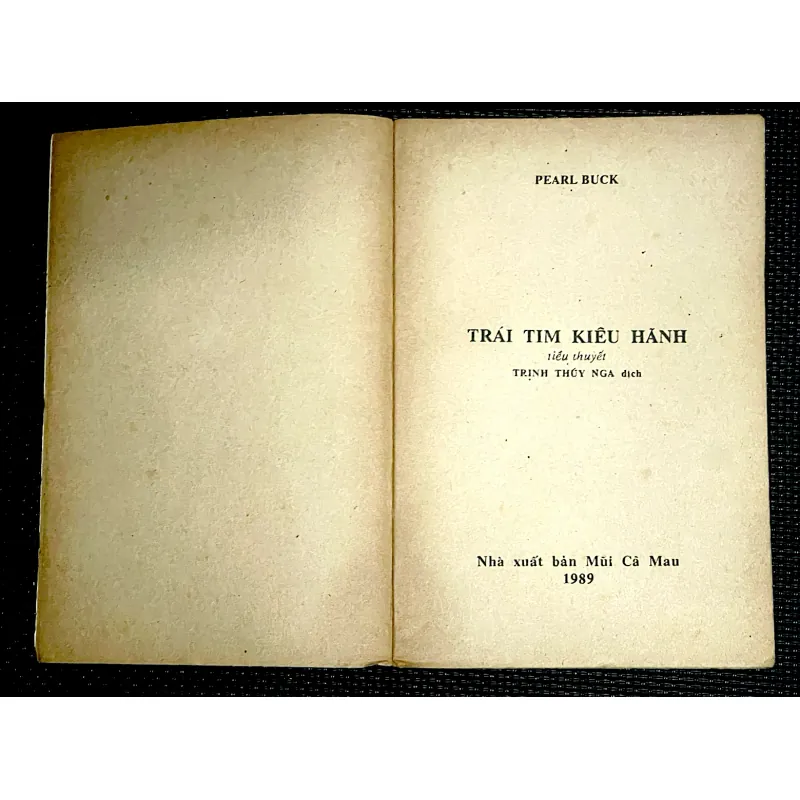 PEARL BUCK
TRÁI TIM KIÊU HÃNH
tiểu thuyết
TRỊNH THÚY NGA dịch
Nhà xuất bản Mũi Cà Mau
1989